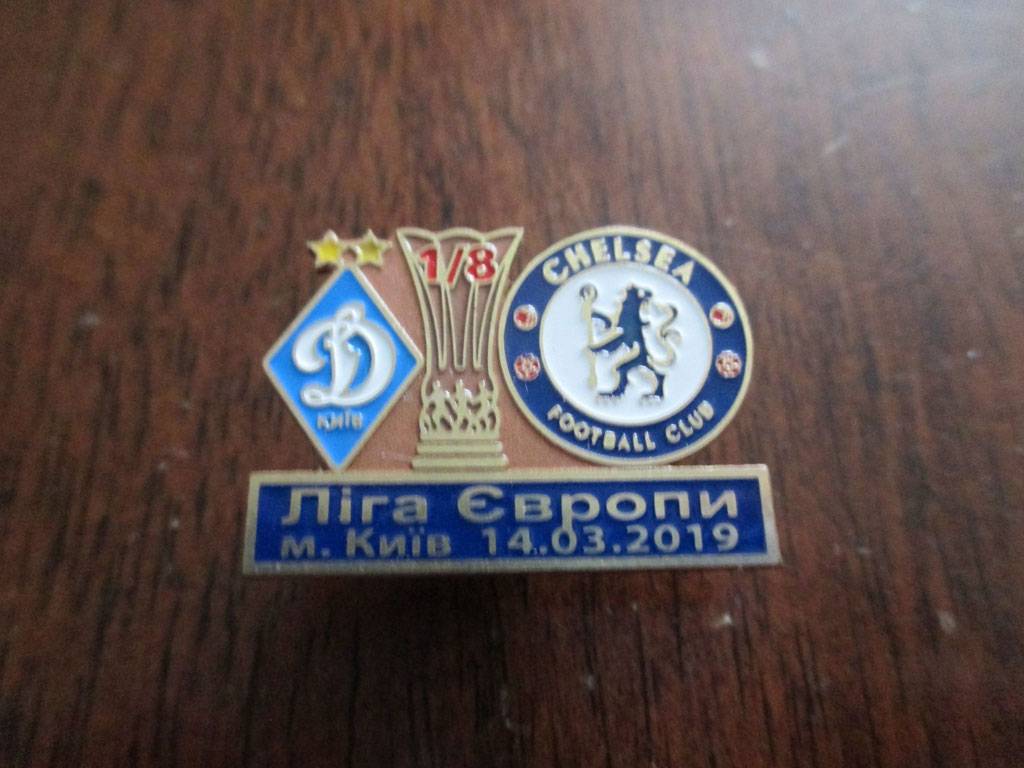 Д
Київ
1/8
CHELSEA
FOOTBALL CLUB
Ліга Європи
м. Київ 14.03.2019